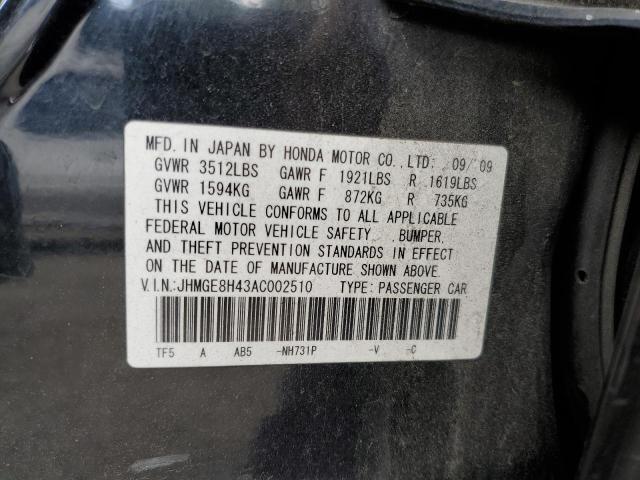 MFD. IN JAPAN BY HONDA MOTOR CO.,LTD: 09/09
GVWR 3512LBS GAWR F 1921LBS R 1619LBS
GVWR 1594KG GAWR F 872KG R 735KG
THIS VEHICLE CONFORMS TO ALL APPLICABLE
FEDERAL MOTOR VEHICLE SAFETY , BUMPER,
AND THEFT PREVENTION STANDARDS IN EFFECT
ON THE DATE OF MANUFACTURE SHOWN ABOVE.
V.I.N.:JHMGE8H43AC002510 TYPE: PASSENGER CAR
TF5 A AB5 -NH731P -V -C